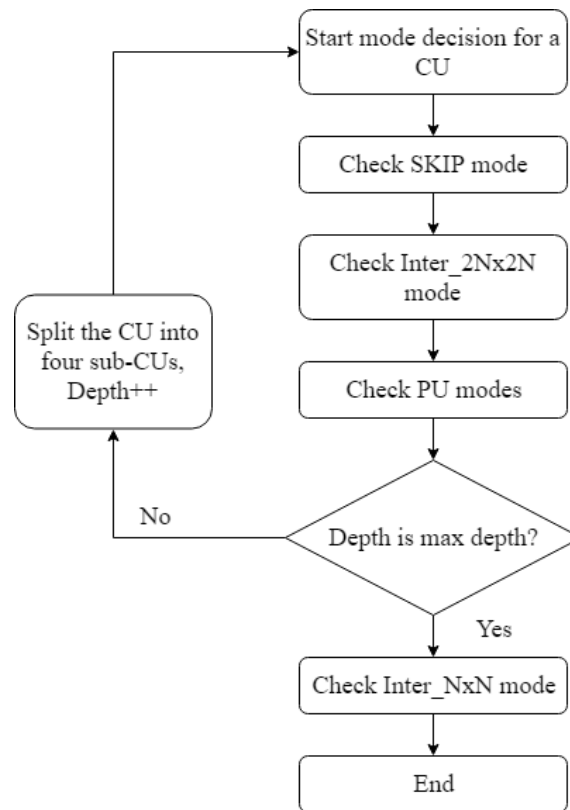 Start mode decision for a
CU
Check SKIP mode
Check Inter_2Nx2N
mode
Split the CU into
four sub-CUs,
Depth++
Check PU modes
No
Depth is max depth?
Yes
Check Inter_NxN mode
End